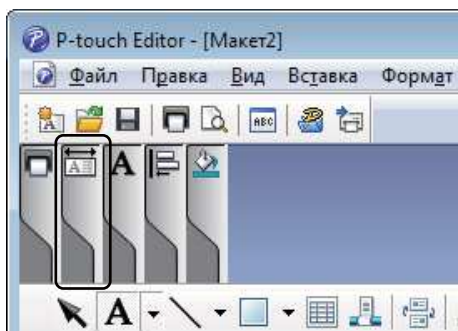 P-touch Editor - [Макет2]
Файл Правка Вид Вставка Формат
A ABC
A A
A